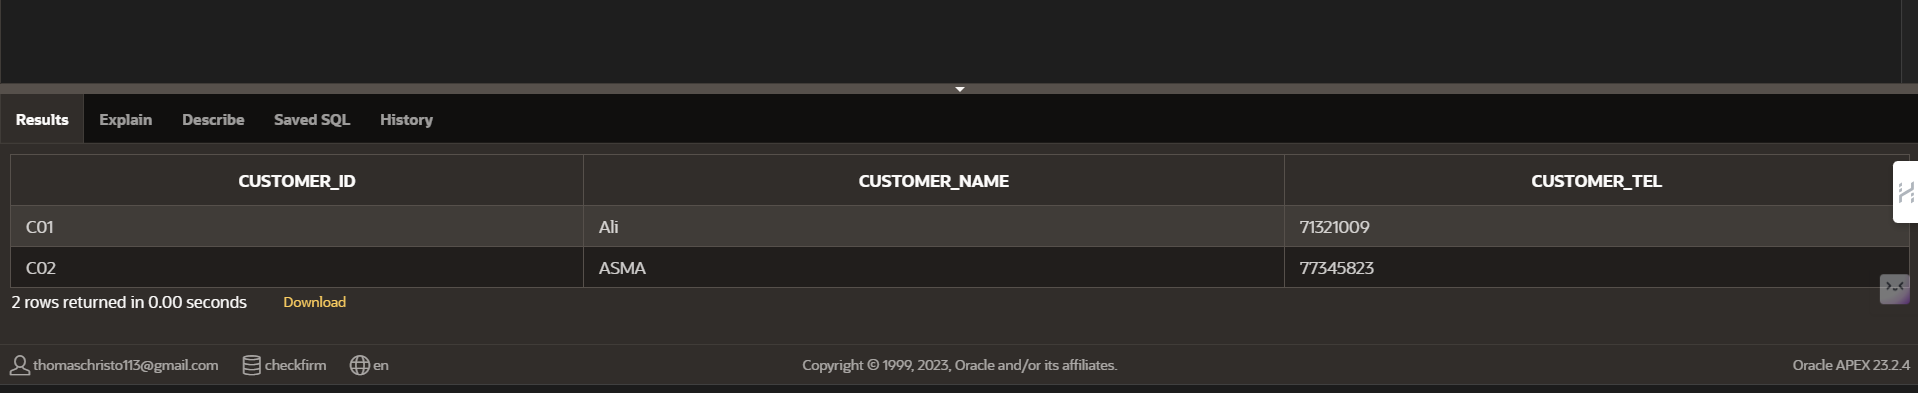 Results Explain Describe Saved SQL History
CUSTOMER_ID CUSTOMER_NAME CUSTOMER_TEL
C01 Ali 71321009
C02 ASMA 77345823
2 rows returned in 0.00 seconds Download
thomaschristo113@gmail.com checkfirm en Copyright © 1999, 2023, Oracle and/or its affiliates. Oracle APEX 23.2.4